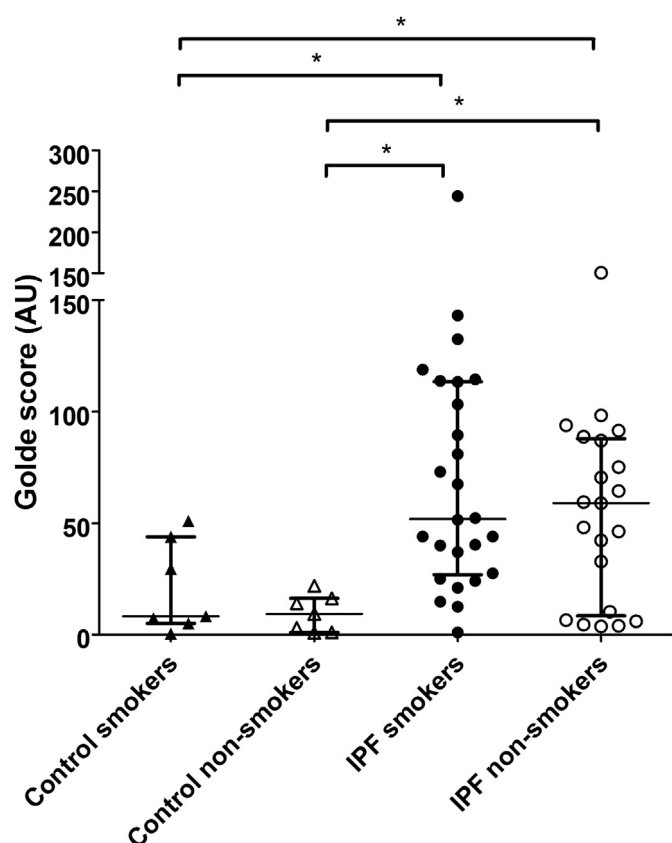 *
*
*
*
300
250
200
150
150
100
50
0
Golde score (AU)
Control smokers
Control non-smokers
IPF smokers
IPF non-smokers